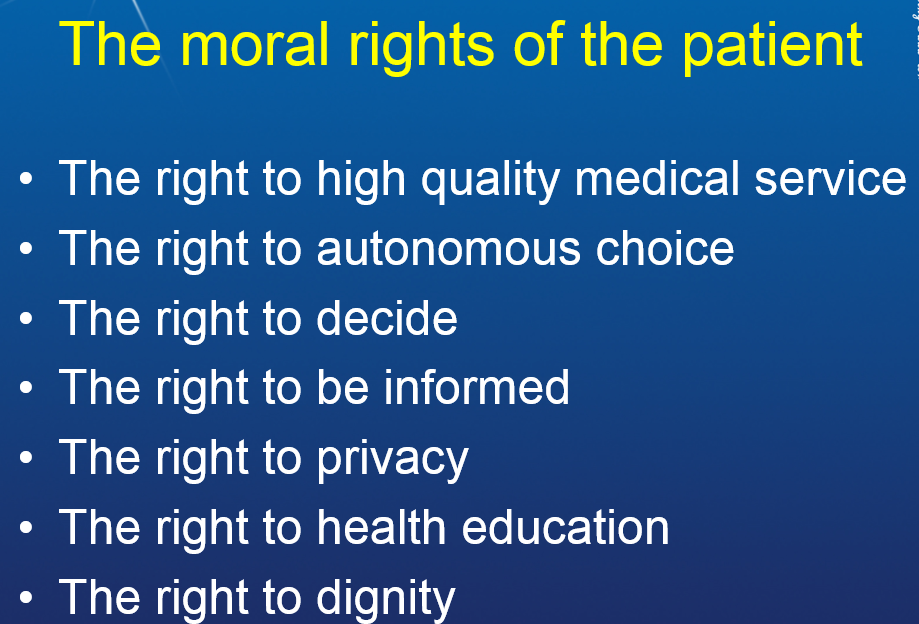 The moral rights of the patient
• The right to high quality medical service
• The right to autonomous choice
• The right to decide
• The right to be informed
• The right to privacy
• The right to health education
• The right to dignity